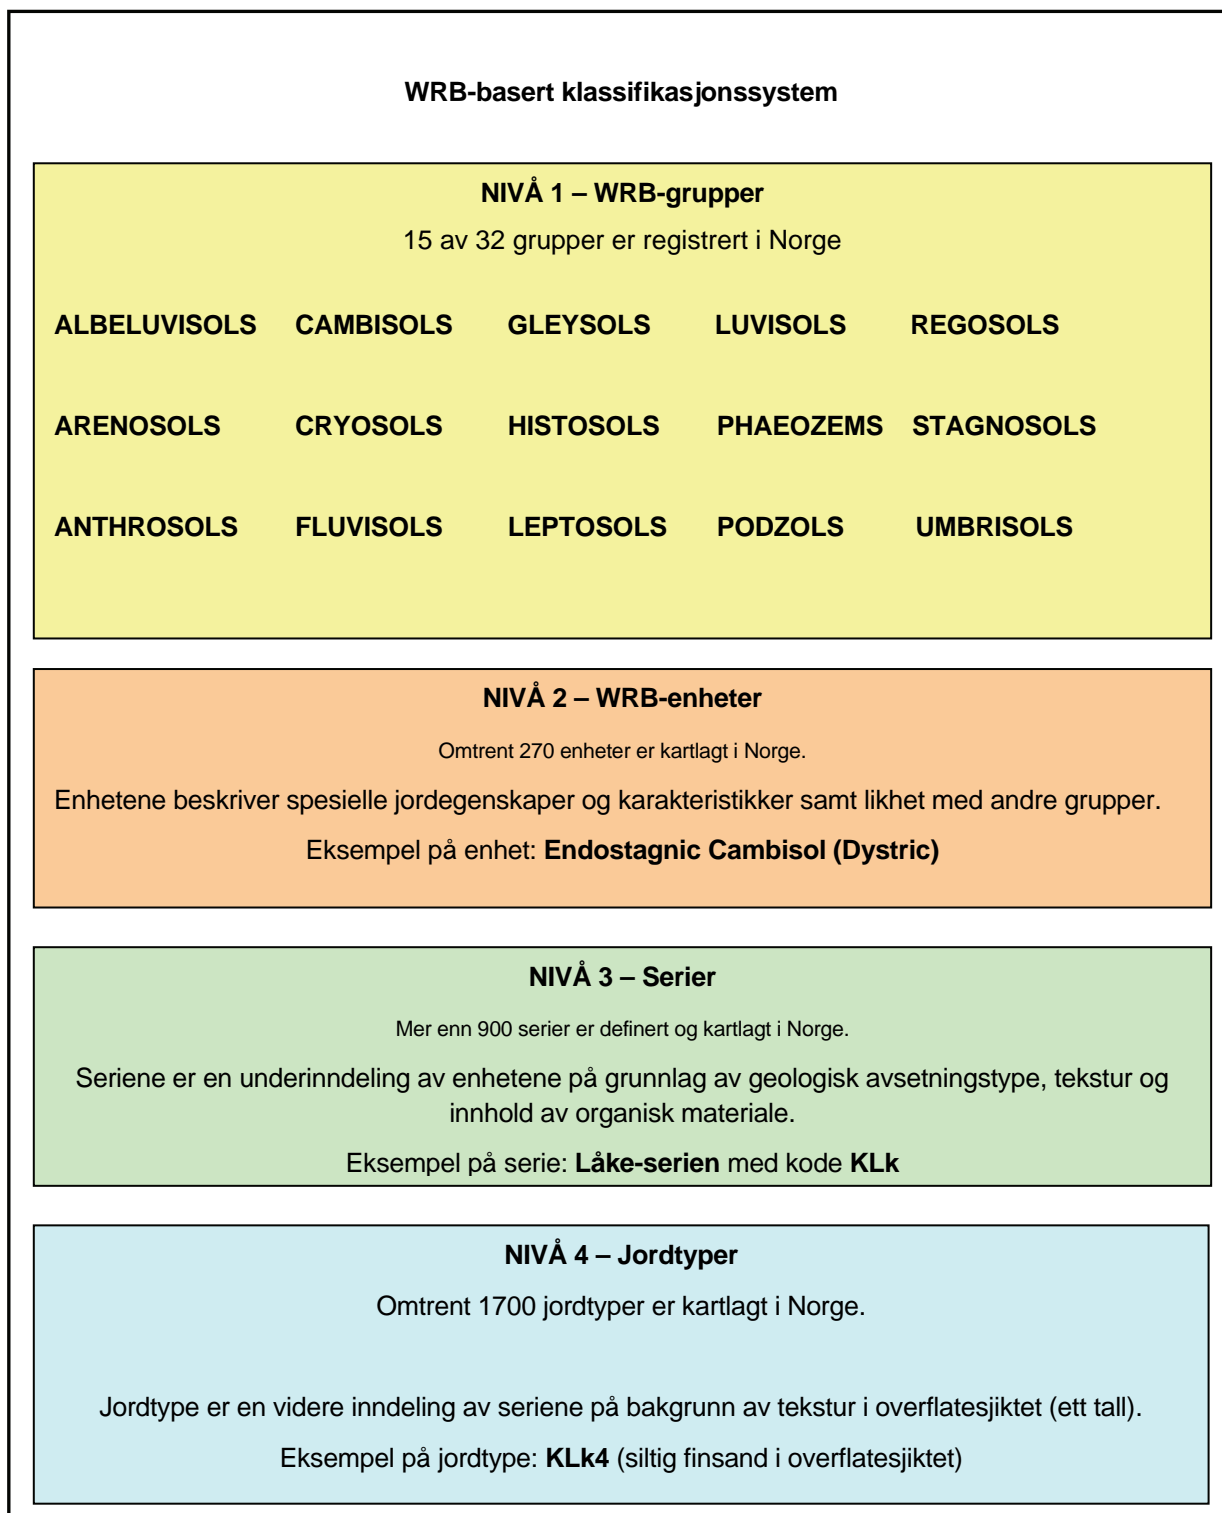 WRB-basert klassifikasjonssystem
NIVÅ 1 – WRB-grupper
15 av 32 grupper er registrert i Norge
ALBELUVISOLS CAMBISOLS GLEYSOLS LUVISOLS REGOSOLS
ARENOSOLS CRYOSOLS HISTOSOLS PHAEOZEMS STAGNOSOLS
ANTHROSOLS FLUVISOLS LEPTOSOLS PODZOLS UMBRISOLS
NIVÅ 2 – WRB-enheter
Omtrent 270 enheter er kartlagt i Norge.
Enhetene beskriver spesielle jordegenskaper og karakteristikker samt likhet med andre grupper.
Eksempel på enhet: Endostagnic Cambisol (Dystric)
NIVÅ 3 – Serier
Mer enn 900 serier er definert og kartlagt i Norge.
Seriene er en underinndeling av enhetene på grunnlag av geologisk avsetningstype, tekstur og
innhold av organisk materiale.
Eksempel på serie: Låke-serien med kode KLk
NIVÅ 4 – Jordtyper
Omtrent 1700 jordtyper er kartlagt i Norge.
Jordtype er en videre inndeling av seriene på bakgrunn av tekstur i overflatesjiktet (ett tall).
Eksempel på jordtype: KLk4 (siltig finsand i overflatesjiktet)